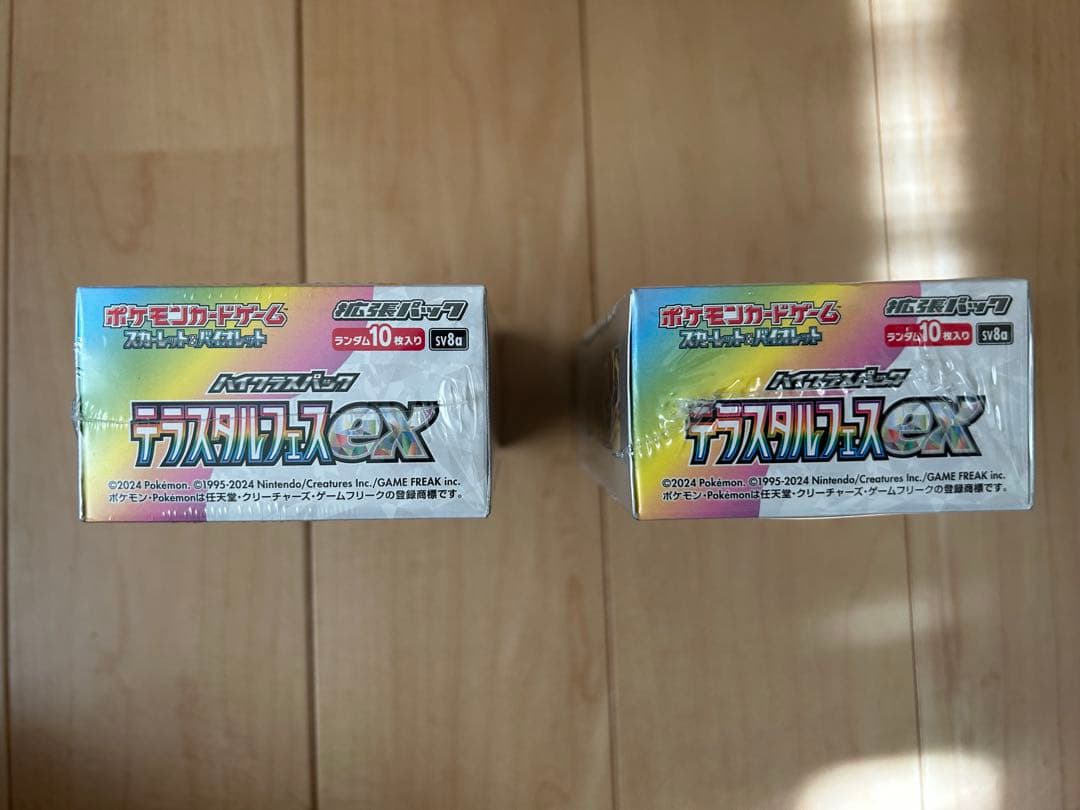 ポケモンカードゲーム
スカーレット&バイオレット
拡張パック
ランダム10枚入り
SV8a
ハイクラスパック
テラスタルフェスex
©2024 Pokémon. ©1995-2024 Nintendo/Creatures Inc./GAME FREAK inc.
ポケモン・Pokémonは任天堂・クリーチャーズ・ゲームフリークの登録商標です。
ポケモンカードゲーム
スカーレット&バイオレット
拡張パック
ランダム10枚入り
SV8a
ハイクラスパック
テラスタルフェスex
©2024 Pokémon. ©1995-2024 Nintendo/Creatures Inc./GAME FREAK inc.
ポケモン・Pokémonは任天堂・クリーチャーズ・ゲームフリークの登録商標です。